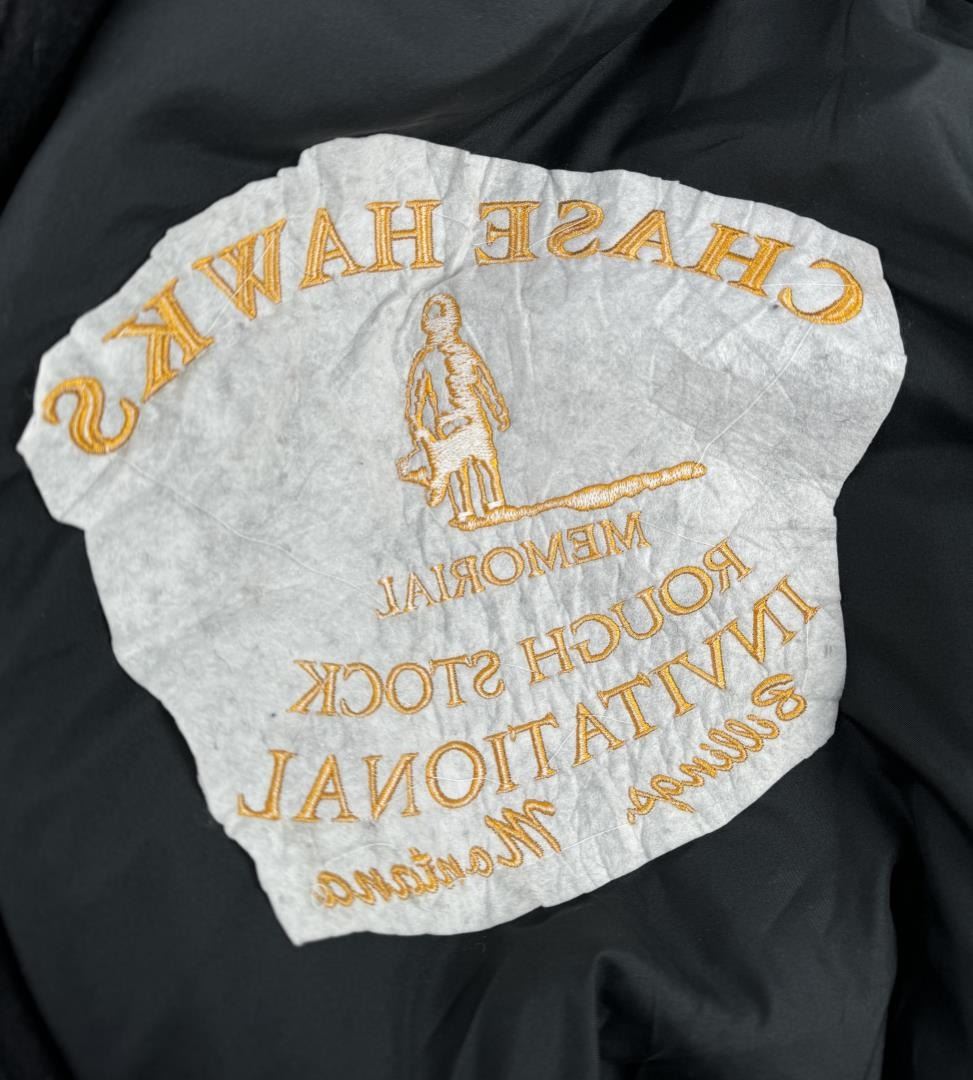 CHASE HAWKS
MEMORIAL
ROUGH STOCK
INVITATIONAL
Billings, Montana